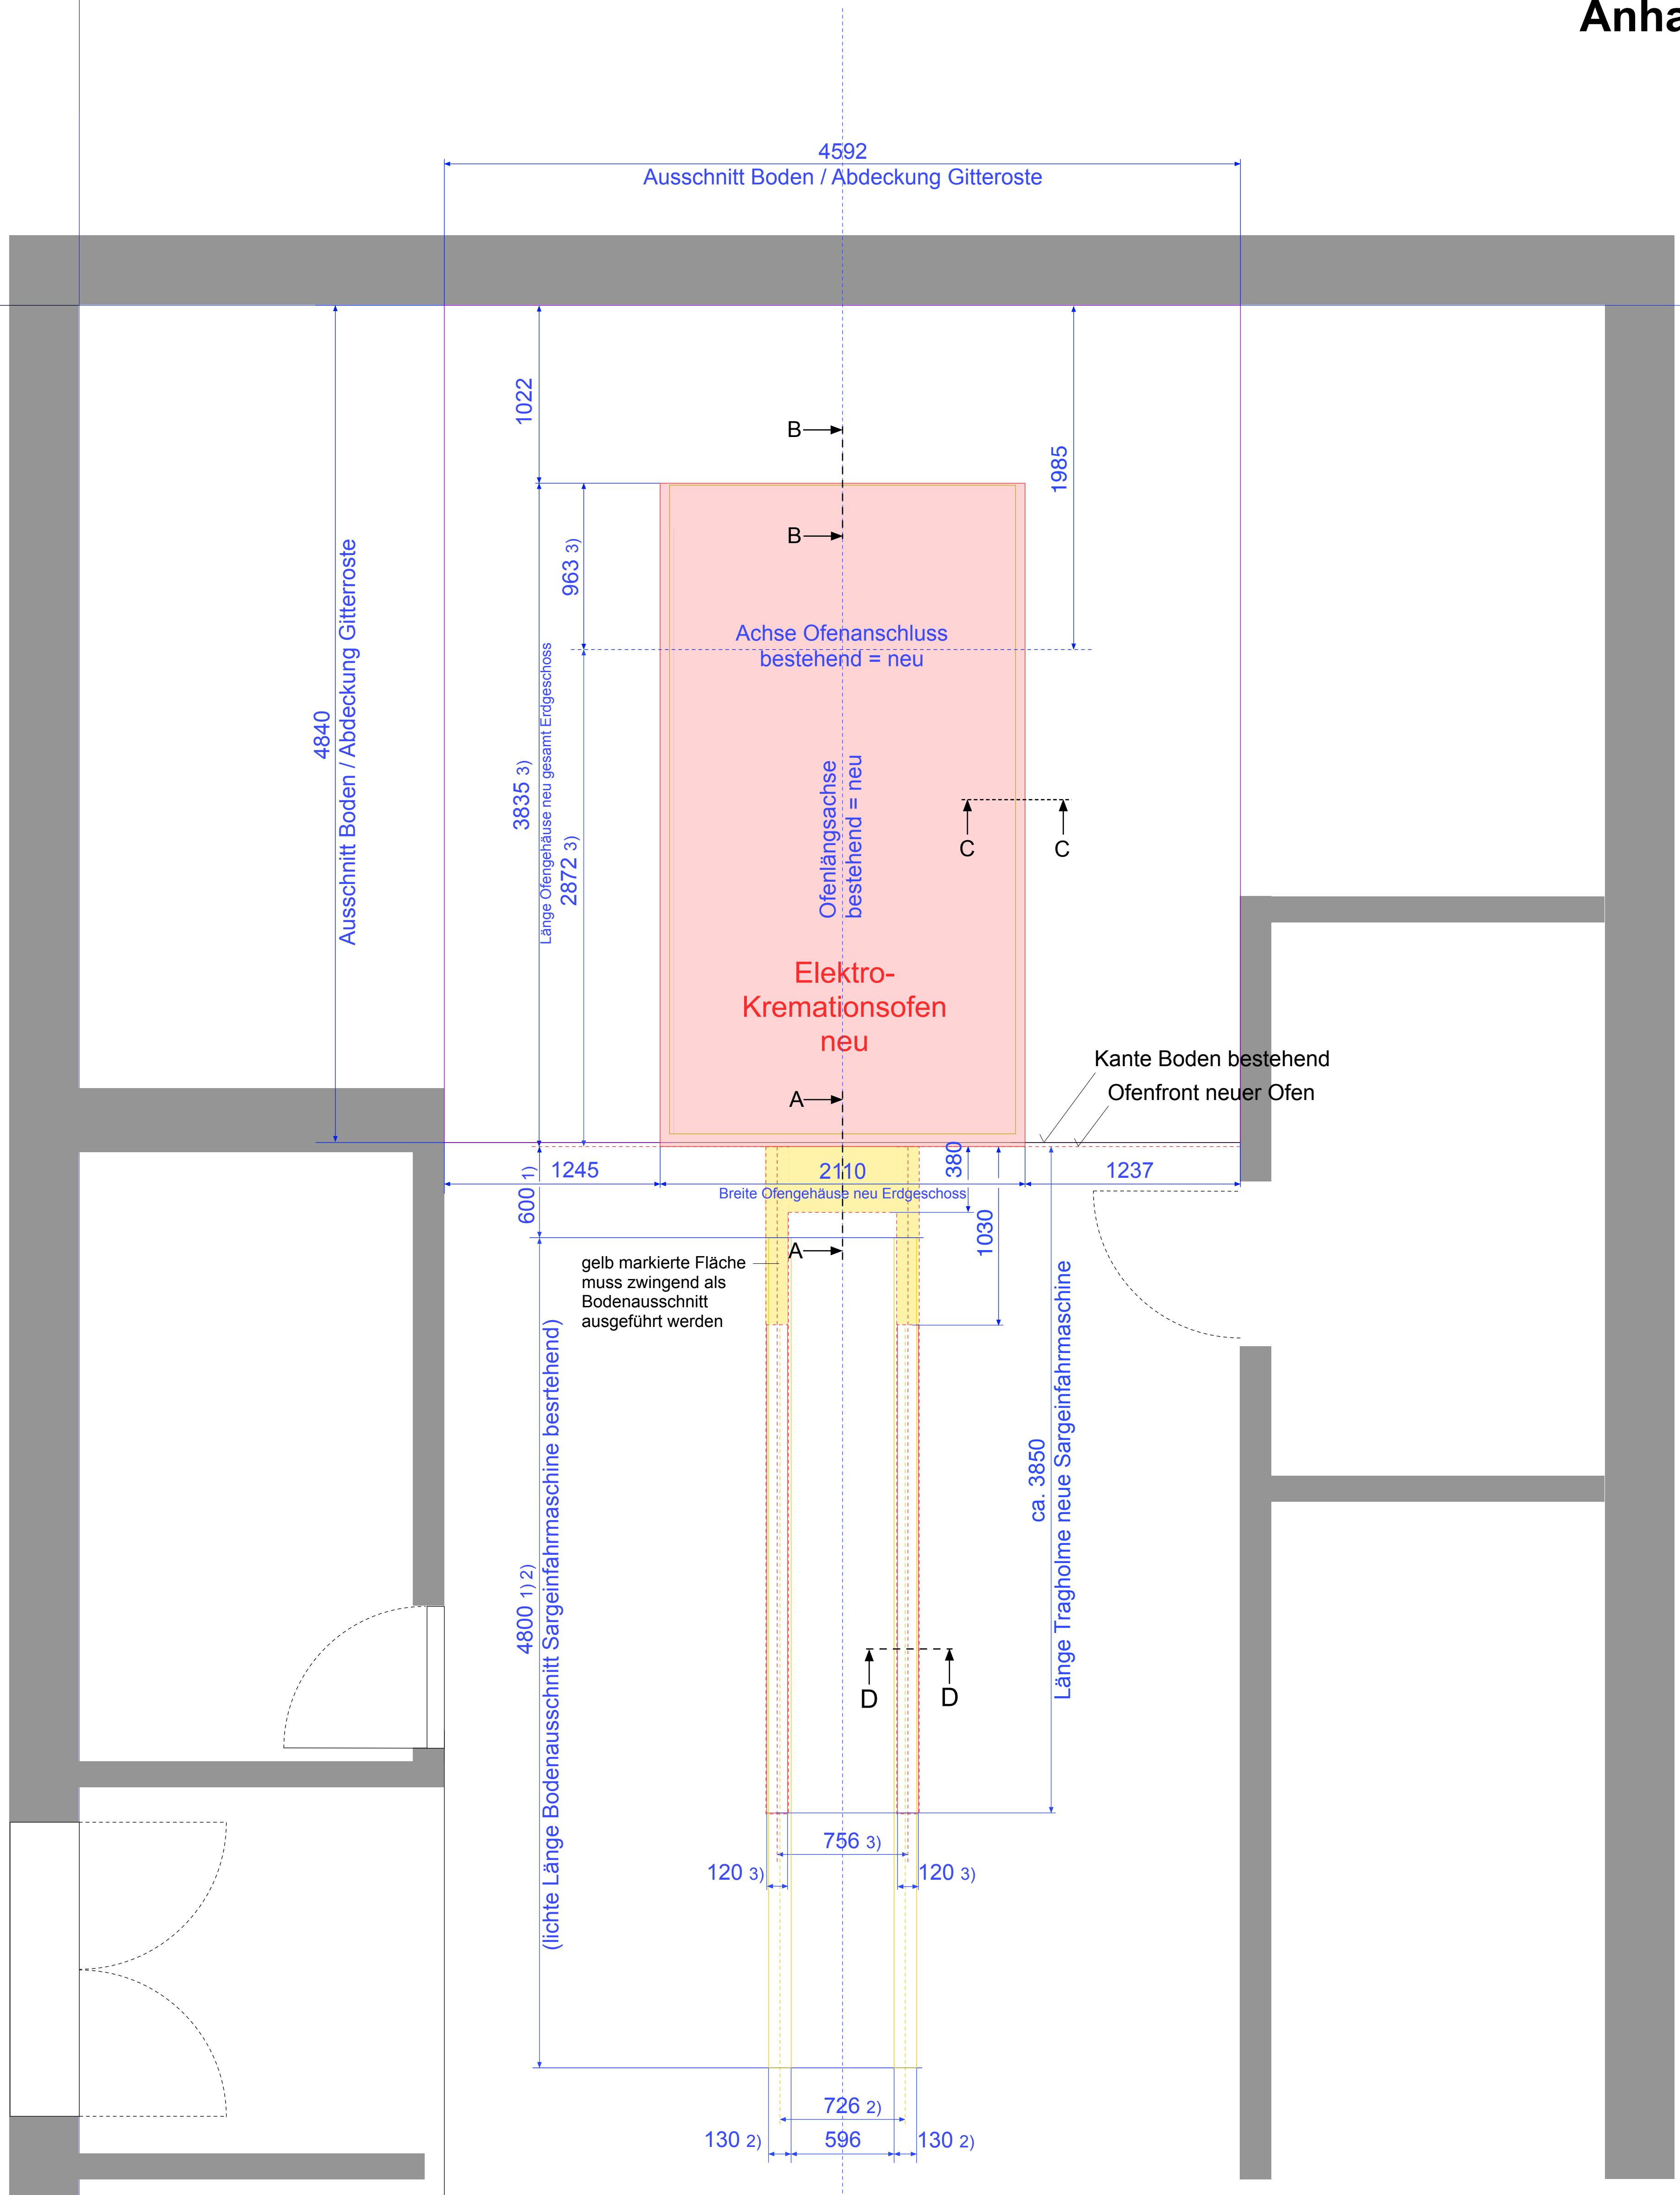 Anha
4592
Ausschnitt Boden / Abdeckung Gitteroste
1022
1985
B
B
963 3)
Achse Ofenanschluss
bestehend = neu
4840
Ausschnitt Boden / Abdeckung Gitterroste
3835 3)
Länge Ofengehäuse neu gesamt Erdgeschoss
2872 3)
Ofenlängsachse
bestehend = neu
C
C
Elektro-
Kremationsofen
neu
Kante Boden bestehend
Ofenfront neuer Ofen
A
1245
2110
Breite Ofengehäuse neu Erdgeschoss
380
1237
600 1)
1030
A
gelb markierte Fläche
muss zwingend als
Bodenausschnitt
ausgeführt werden
4800 1) 2)
(lichte Länge Bodenausschnitt Sargeinfahrmaschine besrtehend)
ca. 3850
Länge Tragholme neue Sargeinfahrmaschine
D
D
756 3)
120 3)
120 3)
726 2)
130 2)
596
130 2)